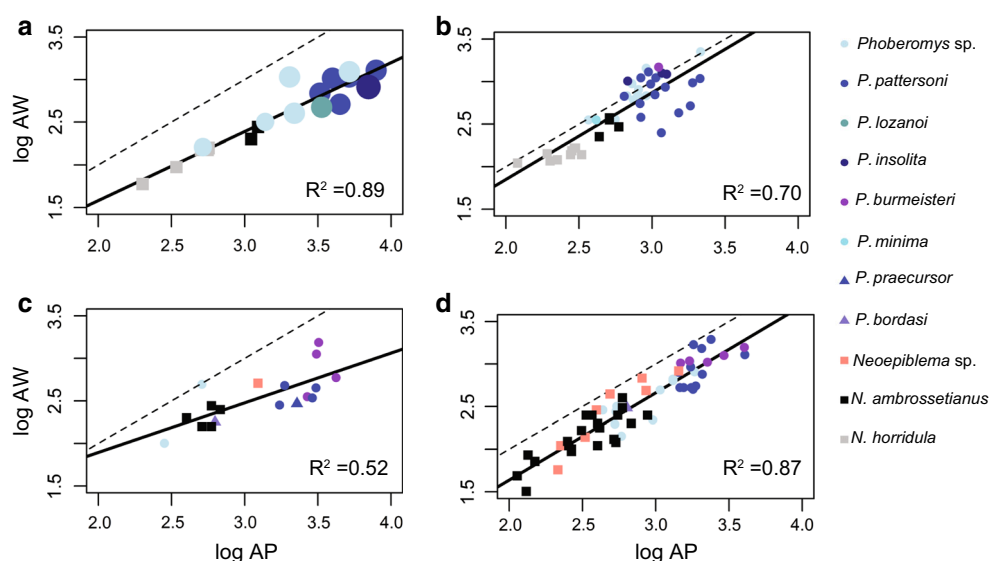 a
3.5
2.5
1.5
log AW
R² =0.89
2.0 2.5 3.0 3.5 4.0
b
3.5
2.5
1.5
R² =0.70
2.0 2.5 3.0 3.5 4.0
c
3.5
2.5
1.5
log AW
R² =0.52
2.0 2.5 3.0 3.5 4.0
log AP
d
3.5
2.5
1.5
R² =0.87
2.0 2.5 3.0 3.5 4.0
log AP
Phoberomys sp.
P. pattersoni
P. lozanoi
P. insolita
P. burmeisteri
P. minima
P. praecursor
P. bordasi
Neoepiblema sp.
N. ambrossetianus
N. horridula